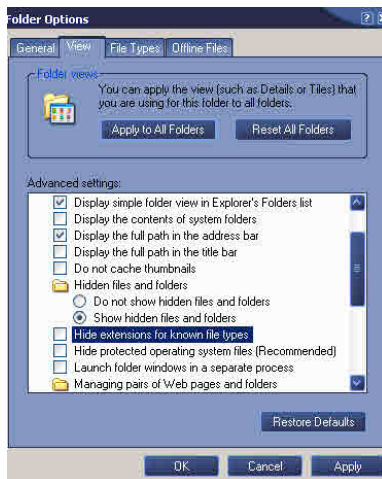 Folder Options
General View File Types Offline Files
Folder views
You can apply the view (such as Details or Tiles) that
you are using for this folder to all folders.
Apply to All Folders Reset All Folders
Advanced settings:
Display simple folder view in Explorer's Folders list
Display the contents of system folders
Display the full path in the address bar
Display the full path in the title bar
Do not cache thumbnails
Hidden files and folders
Do not show hidden files and folders
Show hidden files and folders
Hide extensions for known file types
Hide protected operating system files (Recommended)
Launch folder windows in a separate process
Managing pairs of Web pages and folders
Restore Defaults
OK Cancel Apply